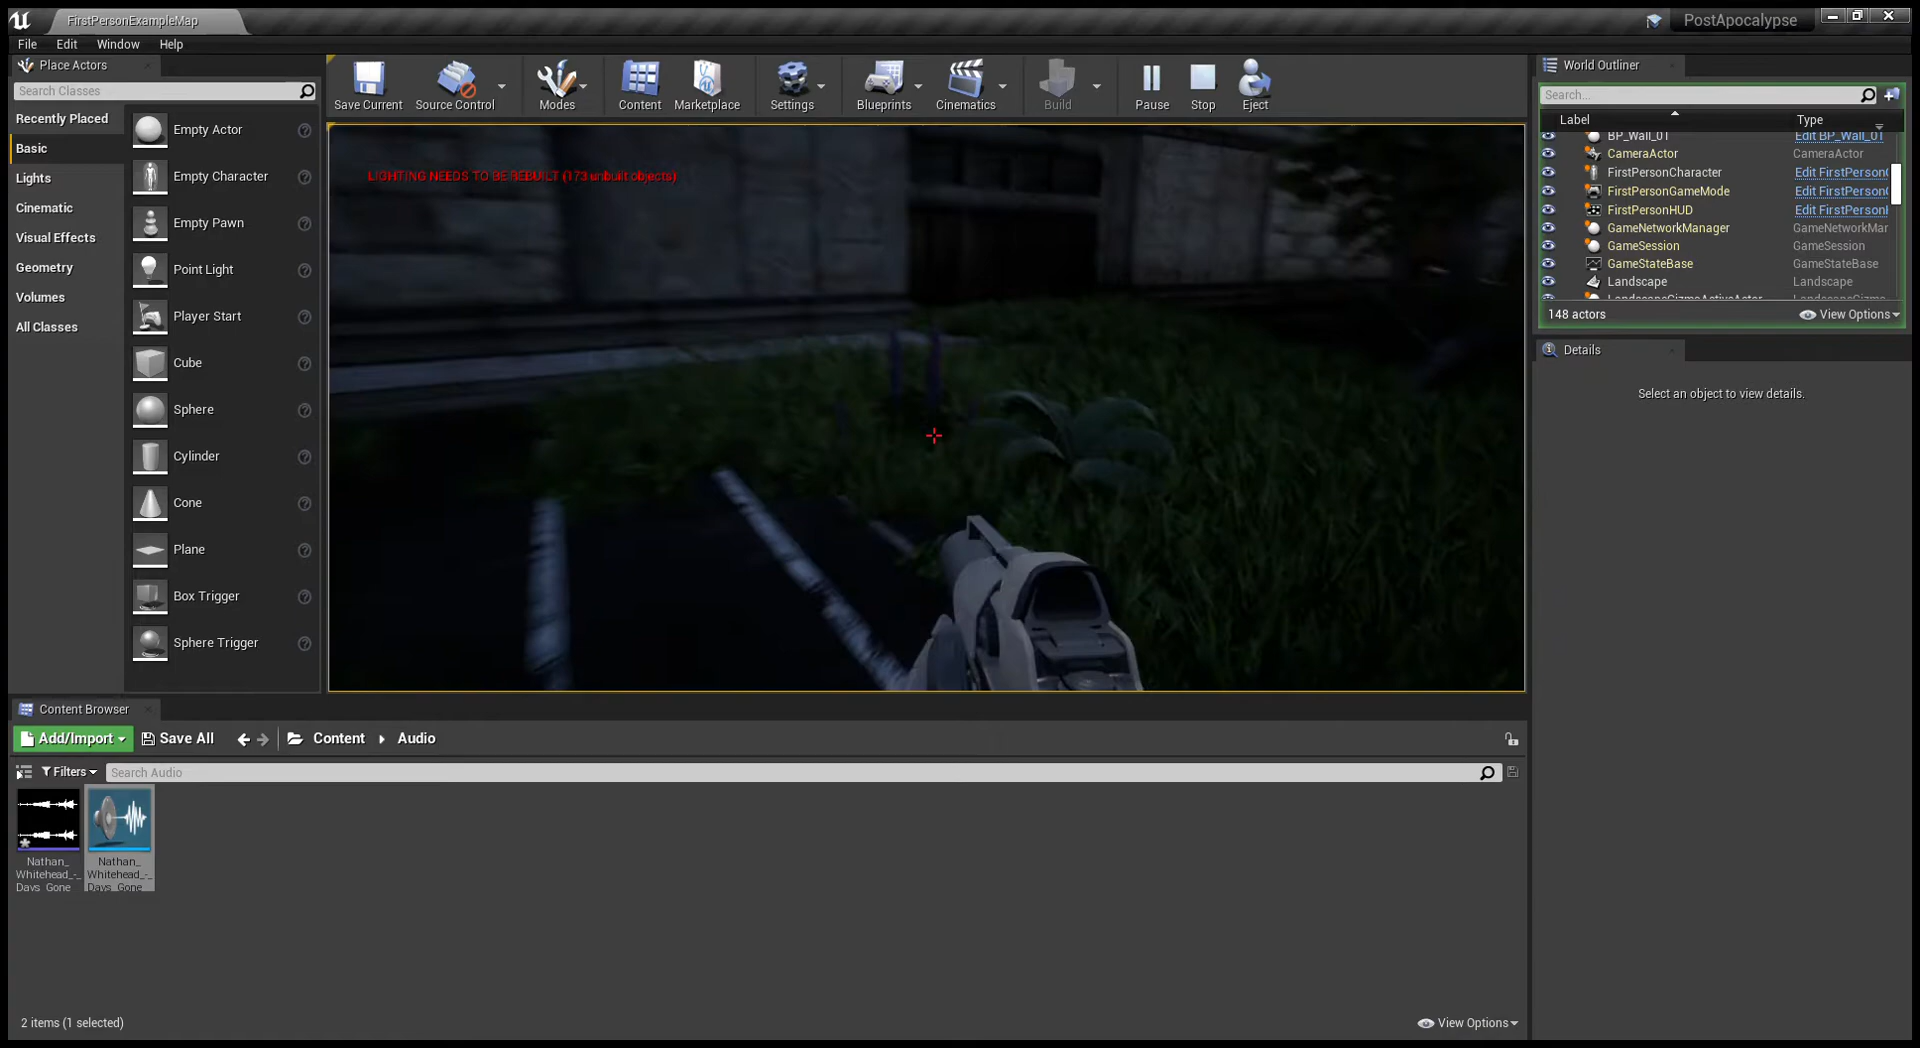 FirstPersonExampleMap
PostApocalypse
File Edit Window Help
Place Actors
Search Classes
Recently Placed
Basic
Lights
Cinematic
Visual Effects
Geometry
Volumes
All Classes
Empty Actor
Empty Character
Empty Pawn
Point Light
Player Start
Cube
Sphere
Cylinder
Cone
Plane
Box Trigger
Sphere Trigger
Save Current Source Control Modes Content Marketplace Settings Blueprints Cinematics Build Pause Stop Eject
LIGHTING NEEDS TO BE REBUILT (173 unbuilt objects)
World Outliner
Search...
Label Type
BP_Wall_01 Edit BP_Wall_01
CameraActor CameraActor
FirstPersonCharacter Edit FirstPerson
FirstPersonGameMode Edit FirstPerson
FirstPersonHUD Edit FirstPerson
GameNetworkManager GameNetworkMar
GameSession GameSession
GameStateBase GameStateBase
Landscape Landscape
LandscapeGizmoActiveActor LandscapeGizmo
148 actors View Options
Details
Select an object to view details.
Content Browser
Add/Import Save All Content Audio
Filters Search Audio
Nathan_
Whitehead_-_
Days_Gone
Nathan_
Whitehead_-_
Days_Gone
2 items (1 selected) View Options